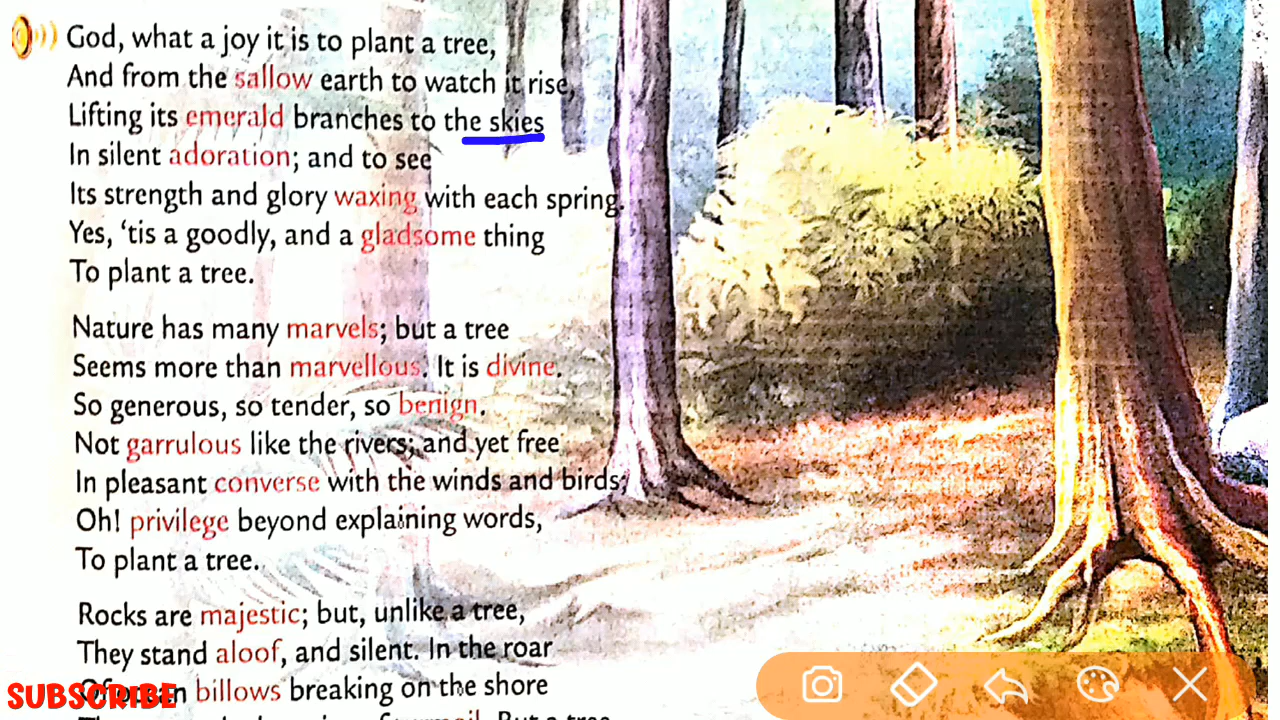 God, what a joy it is to plant a tree,
And from the sallow earth to watch it rise,
Lifting its emerald branches to the skies
In silent adoration; and to see
Its strength and glory waxing with each spring.
Yes, ‘tis a goodly, and a gladsome thing
To plant a tree.
Nature has many marvels; but a tree
Seems more than marvellous. It is divine.
So generous, so tender, so benign.
Not garrulous like the rivers; and yet free
In pleasant converse with the winds and birds;
Oh! privilege beyond explaining words,
To plant a tree.
Rocks are majestic; but, unlike a tree,
They stand aloof, and silent. In the roar
Of ocean billows breaking on the shore
But a tree
SUBSCRIBE